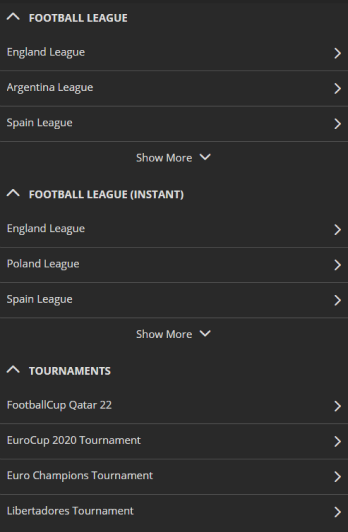 FOOTBALL LEAGUE
England League
Argentina League
Spain League
Show More
FOOTBALL LEAGUE (INSTANT)
England League
Poland League
Spain League
Show More
TOURNAMENTS
FootballCup Qatar 22
EuroCup 2020 Tournament
Euro Champions Tournament
Libertadores Tournament